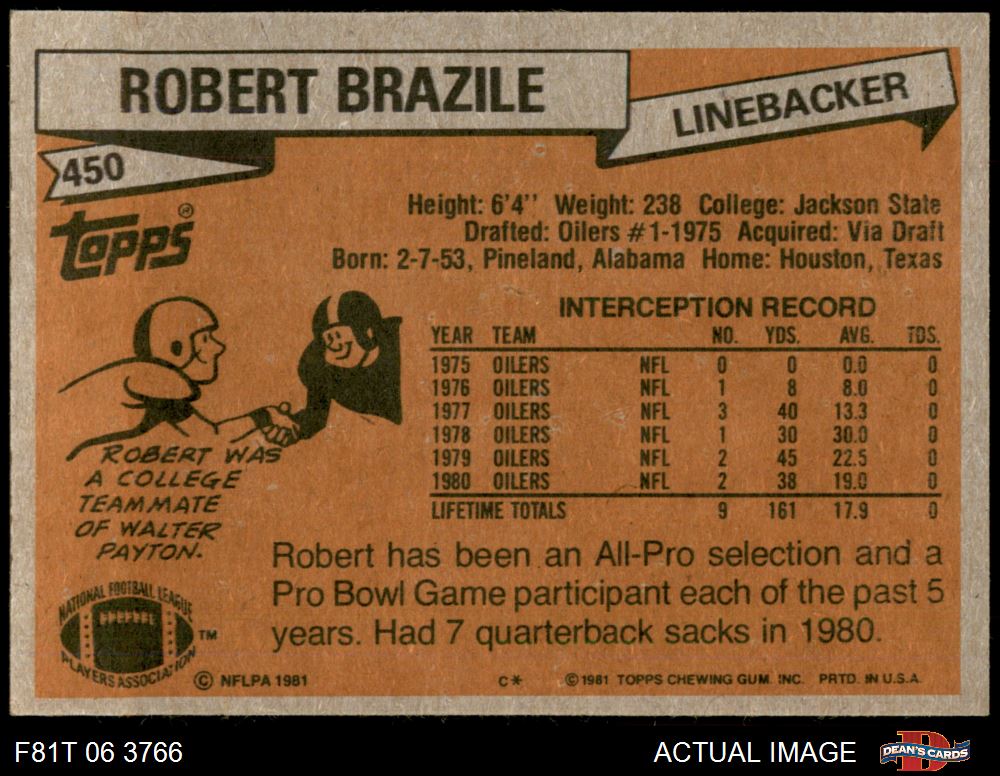 ROBERT BRAZILE
LINEBACKER
450
TOPPS®
Height: 6'4'' Weight: 238 College: Jackson State
Drafted: Oilers #1-1975 Acquired: Via Draft
Born: 2-7-53, Pineland, Alabama Home: Houston, Texas
INTERCEPTION RECORD
YEAR TEAM NO. YDS. AVG. TDS.
1975 OILERS NFL 0 0 0.0 0
1976 OILERS NFL 1 8 8.0 0
1977 OILERS NFL 3 40 13.3 0
1978 OILERS NFL 1 30 30.0 0
1979 OILERS NFL 2 45 22.5 0
1980 OILERS NFL 2 38 19.0 0
LIFETIME TOTALS 9 161 17.9 0
ROBERT WAS
A COLLEGE
TEAMMATE
OF WALTER
PAYTON.
Robert has been an All-Pro selection and a
Pro Bowl Game participant each of the past 5
years. Had 7 quarterback sacks in 1980.
NATIONAL FOOTBALL LEAGUE
PLAYERS ASSOCIATION
TM
© NFLPA 1981
C*
© 1981 TOPPS CHEWING GUM. INC. PRTD. IN U.S.A.
F81T 06 3766
ACTUAL IMAGE
D
DEAN'S CARDS